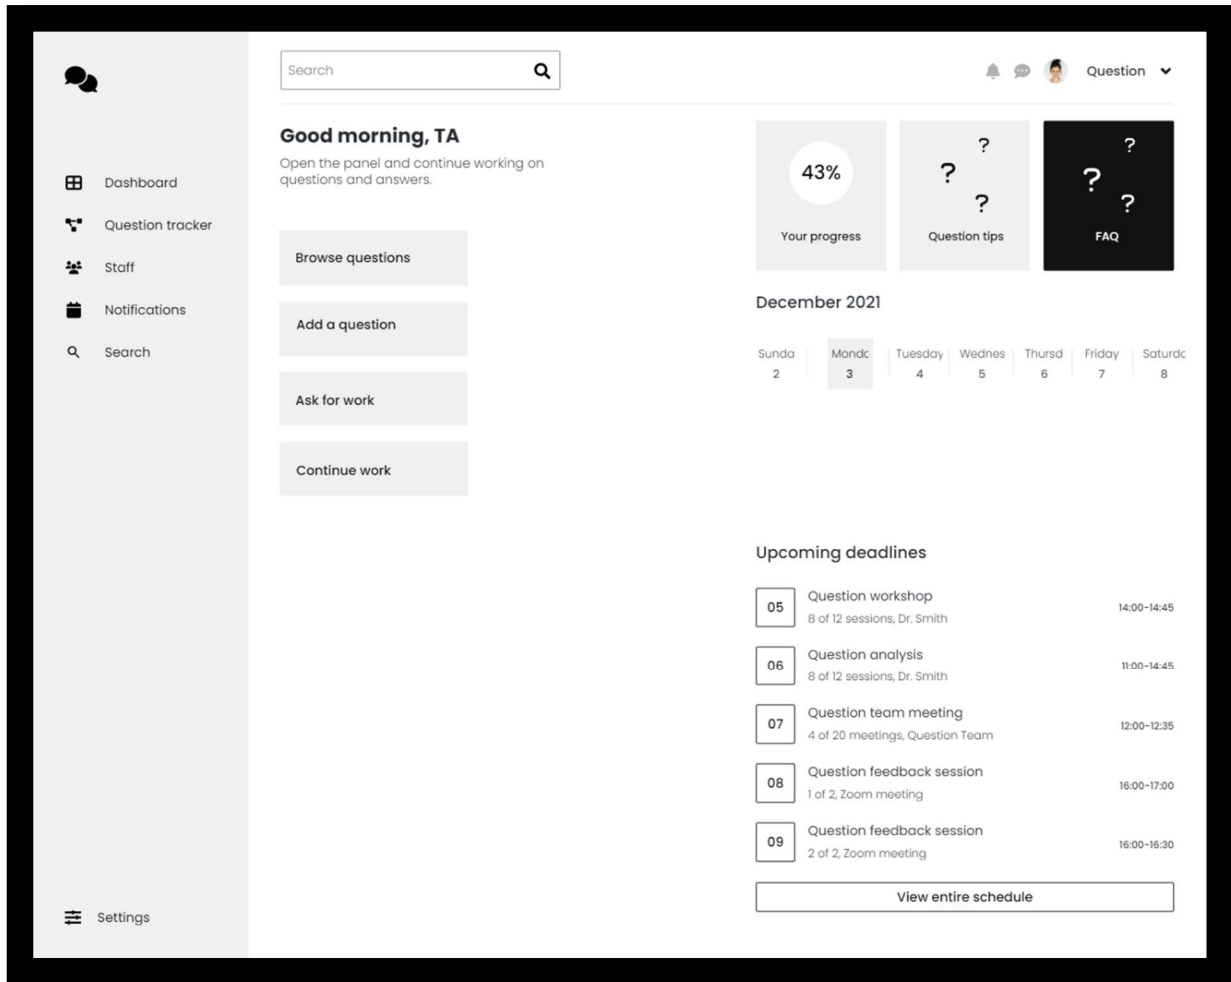 Search
Question
Dashboard
Question tracker
Staff
Notifications
Search
Settings
Good morning, TA
Open the panel and continue working on
questions and answers.
Browse questions
Add a question
Ask for work
Continue work
43%
Your progress
? ? ?
Question tips
? ? ?
FAQ
December 2021
Sunda Mondc Tuesday Wednes Thursd Friday Saturdc
2 3 4 5 6 7 8
Upcoming deadlines
05 Question workshop 14:00-14:45
8 of 12 sessions, Dr. Smith
06 Question analysis 11:00-14:45
8 of 12 sessions, Dr. Smith
07 Question team meeting 12:00-12:35
4 of 20 meetings, Question Team
08 Question feedback session 16:00-17:00
1 of 2, Zoom meeting
09 Question feedback session 16:00-16:30
2 of 2, Zoom meeting
View entire schedule